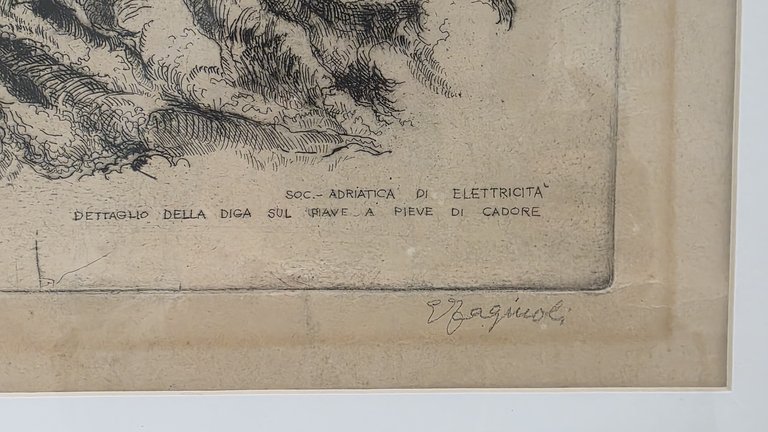 SOC.- ADRIATICA DI ELETTRICITA'
DETTAGLIO DELLA DIGA SUL PIAVE A PIEVE DI CADORE